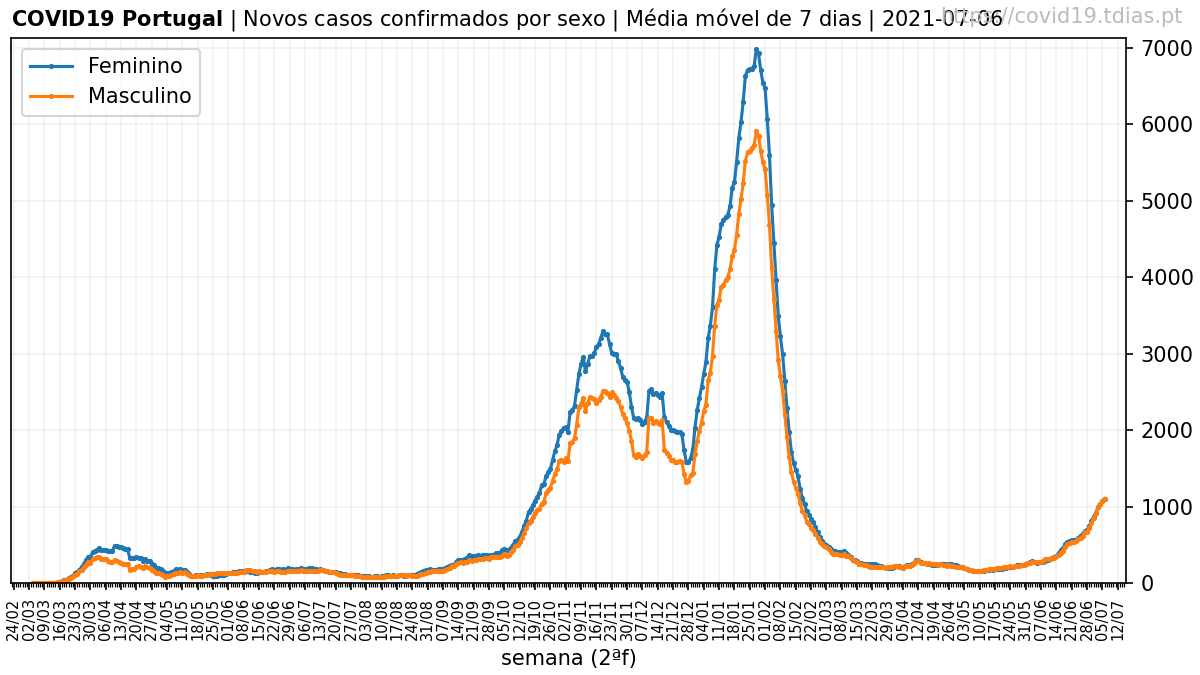 COVID19 Portugal | Novos casos confirmados por sexo | Média móvel de 7 dias | 2021-07-06
https://covid19.tdias.pt
Feminino
Masculino
7000
6000
5000
4000
3000
2000
1000
0
24/02 02/03 09/03 16/03 23/03 30/03 06/04 13/04 20/04 27/04 04/05 11/05 18/05 25/05 01/06 08/06 15/06 22/06 29/06 06/07 13/07 20/07 27/07 03/08 10/08 17/08 24/08 31/08 07/09 14/09 21/09 28/09 05/10 12/10 19/10 26/10 02/11 09/11 16/11 23/11 30/11 07/12 14/12 21/12 28/12 04/01 11/01 18/01 25/01 01/02 08/02 15/02 22/02 01/03 08/03 15/03 22/03 29/03 05/04 12/04 19/04 26/04 03/05 10/05 17/05 24/05 31/05 07/06 14/06 21/06 28/06 05/07 12/07
semana (2ªf)